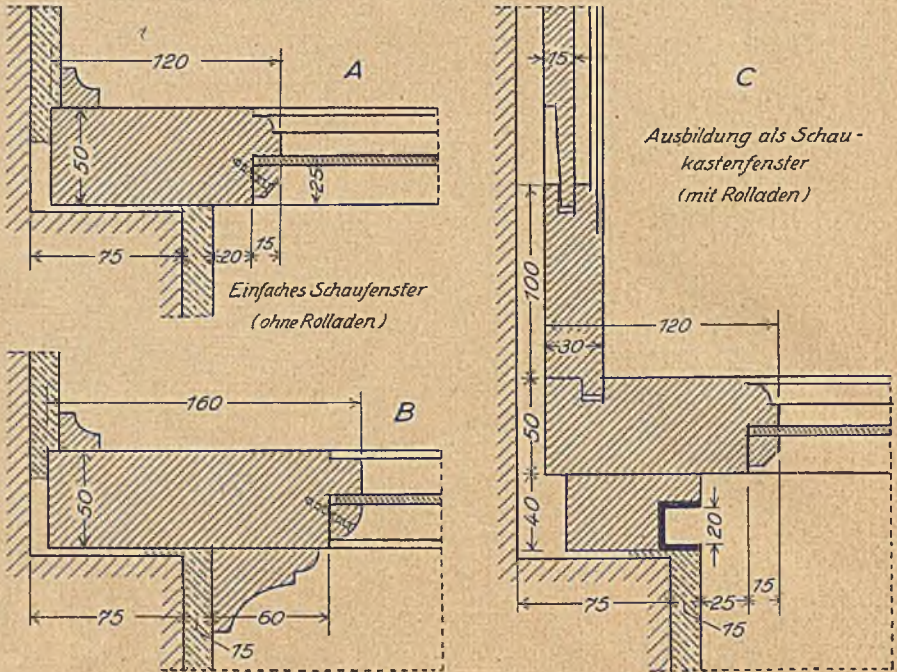 120
A
50
25
75
20
15
Einfaches Schaufenster
(ohne Rolladen)
160
B
50
75
60
15
15
C
Ausbildung als Schau-
kastenfenster
(mit Rolladen)
100
120
30
50
40
20
75
25
15
15